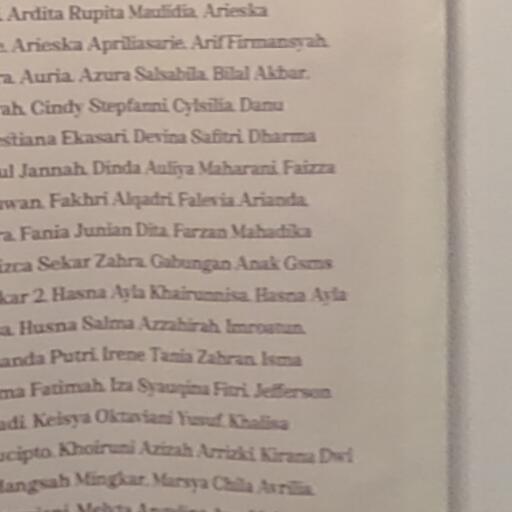 Ardita Rupita Maulidia, Arieska
Arieska Apriliasarie, Arif Firmansyah,
Auria, Azura Salsabila, Bilal Akbar,
Cindy Stepfanni Cylsilia, Danu
Ekasari, Devina Safitri, Dharma
Jannah, Dinda Auliya Maharani, Faizza
Fakhri Alqadri, Falevia Arianda,
Fania Junian Dita, Farzan Mahadika
Sekar Zahra, Gabungan Anak Gsms
2, Hasna Ayla Khairunnisa, Hasna Ayla
Husna Salma Azzahirah, Imroatun,
Putri, Irene Tania Zahran, Isma
Fatimah, Iza Syauqina Fitri, Jefferson
Keisya Oktaviani Yusuf, Khalisa
Khoiruni Azizah Arrizki, Kirana Dwi
Mingkar, Marsya Chila Avrilia,